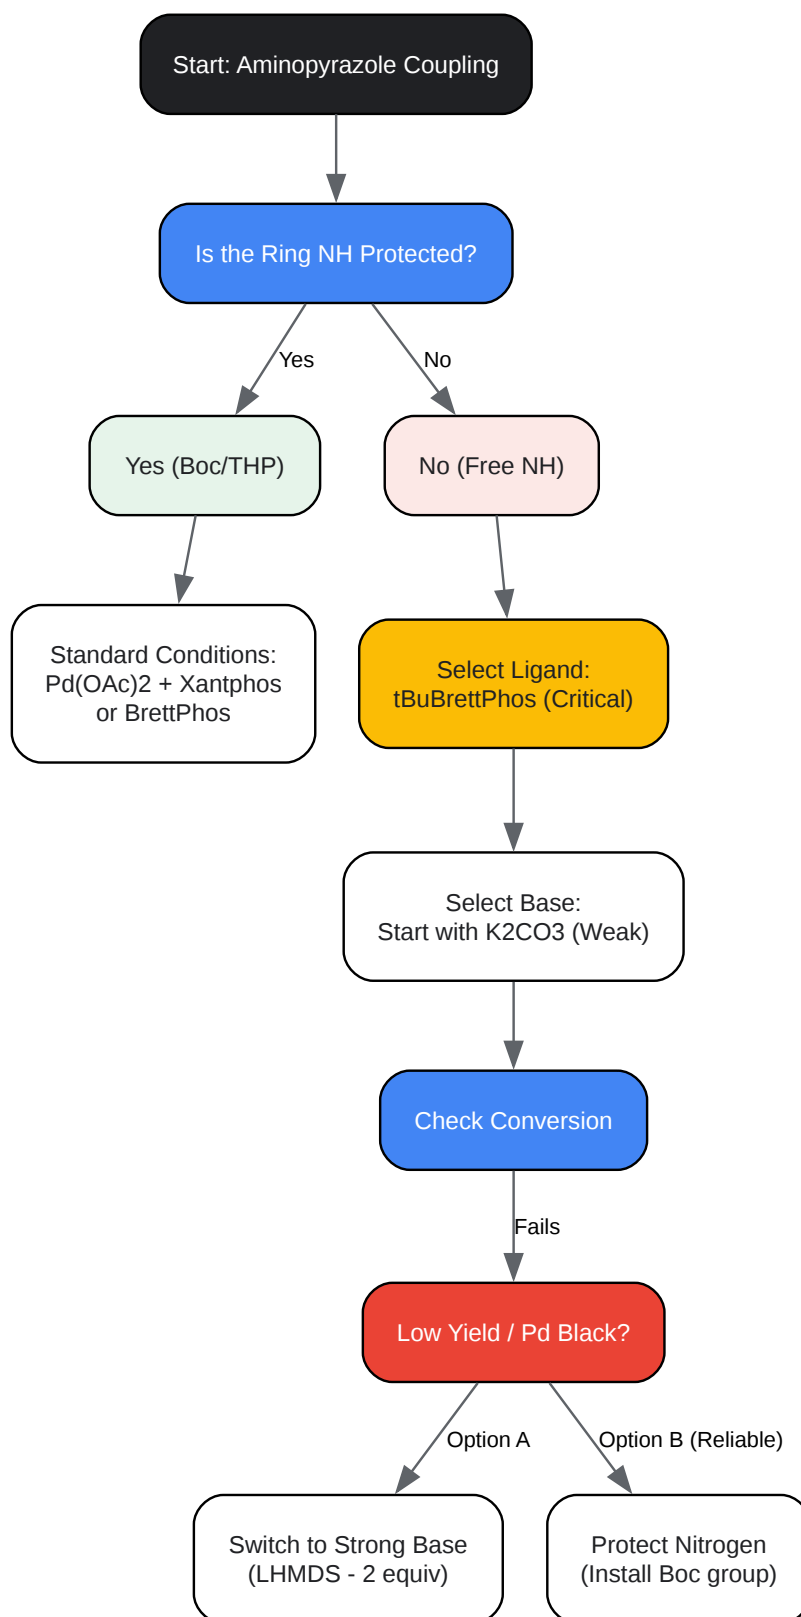 Start: Aminopyrazole Coupling
Is the Ring NH Protected?
Yes
No
Yes (Boc/THP)
No (Free NH)
Standard Conditions:
Pd(OAc)2 + Xantphos
or BrettPhos
Select Ligand:
tBuBrettPhos (Critical)
Select Base:
Start with K2CO3 (Weak)
Check Conversion
Fails
Low Yield / Pd Black?
Option A
Option B (Reliable)
Switch to Strong Base
(LHMDS - 2 equiv)
Protect Nitrogen
(Install Boc group)